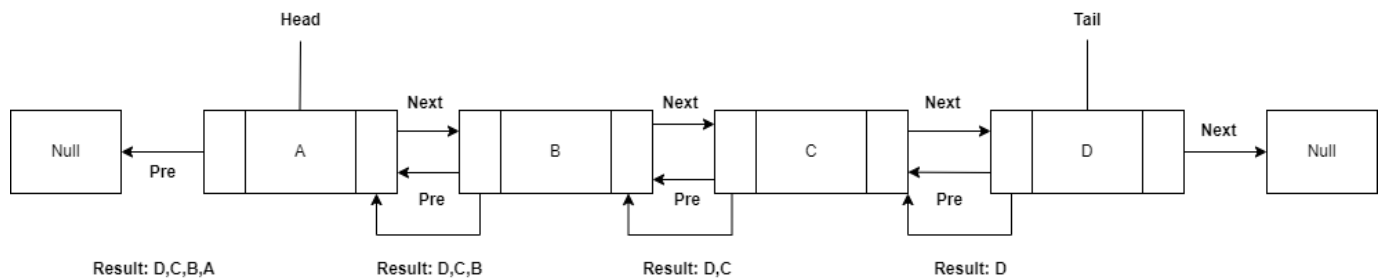 Head
Tail
Next
Next
Next
Null
A
B
C
D
Next
Null
Pre
Pre
Pre
Pre
Result: D,C,B,A
Result: D,C,B
Result: D,C
Result: D